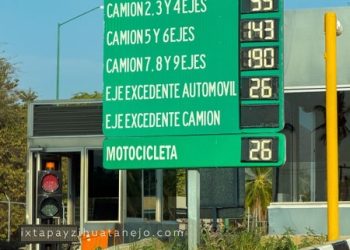 CAMION 2, 3 Y 4 EJES
CAMION 5 Y 6 EJES 143
CAMION 7, 8 Y 9 EJES 190
EJE EXCEDENTE AUTOMOVIL 26
EJE EXCEDENTE CAMION
MOTOCICLETA 26
ixtapayzihuatanejo.com